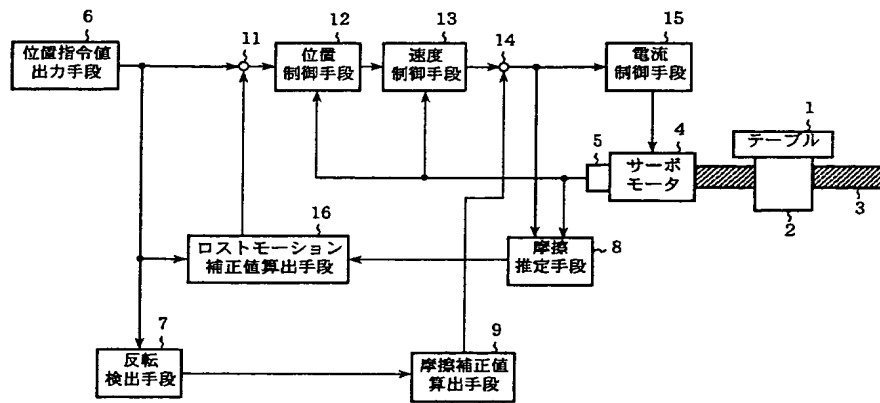 6
位置指令値
出力手段
11
12
位置
制御手段
13
速度
制御手段
14
15
電流
制御手段
1
テーブル
4
サーボ
モータ
5
2
3
16
ロストモーション
補正値算出手段
摩擦
推定手段
8
7
反転
検出手段
9
摩擦補正値
算出手段